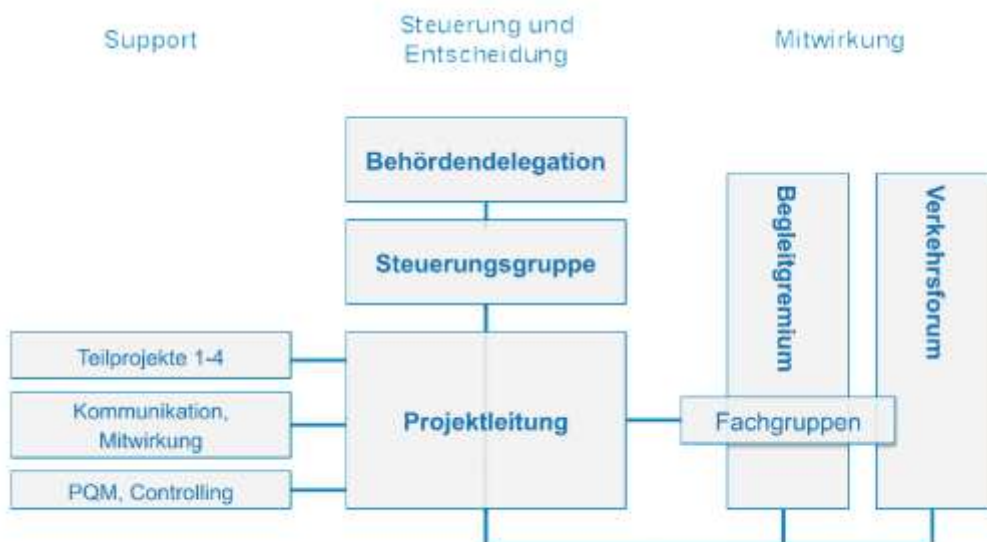 Support
Steuerung und
Entscheidung
Mitwirkung
Behördendelegation
Steuerungsgruppe
Teilprojekte 1-4
Kommunikation,
Mitwirkung
PQM, Controlling
Projektleitung
Fachgruppen
Begleitgremium
Verkehrsforum